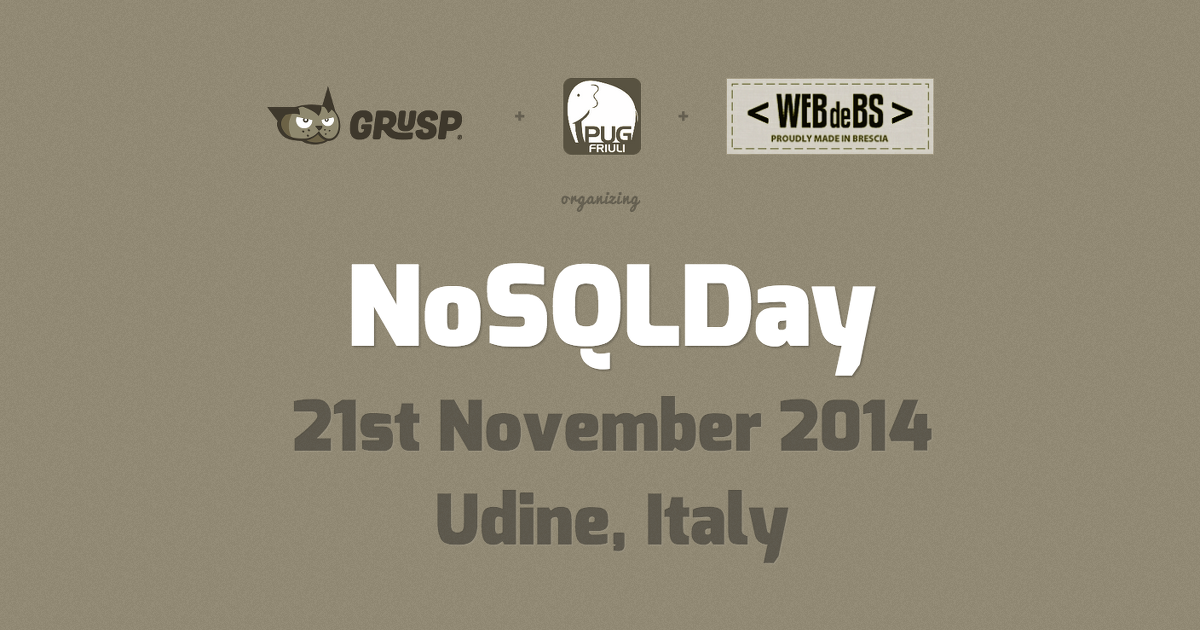 GRUSP
+
PUG
FRIULI
+
< WEBdeBS >
PROUDLY MADE IN BRESCIA
organizing
NoSQLDay
21st November 2014
Udine, Italy